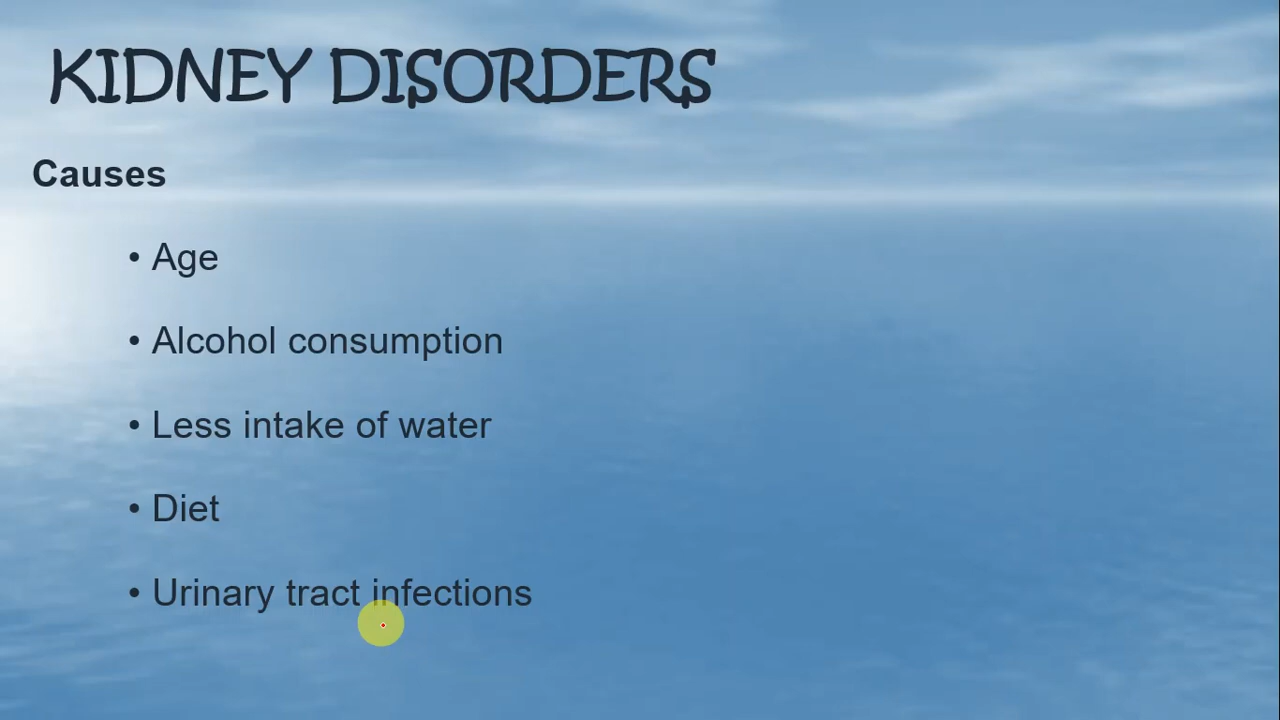 KIDNEY DISORDERS
Causes
• Age
• Alcohol consumption
• Less intake of water
• Diet
• Urinary tract infections